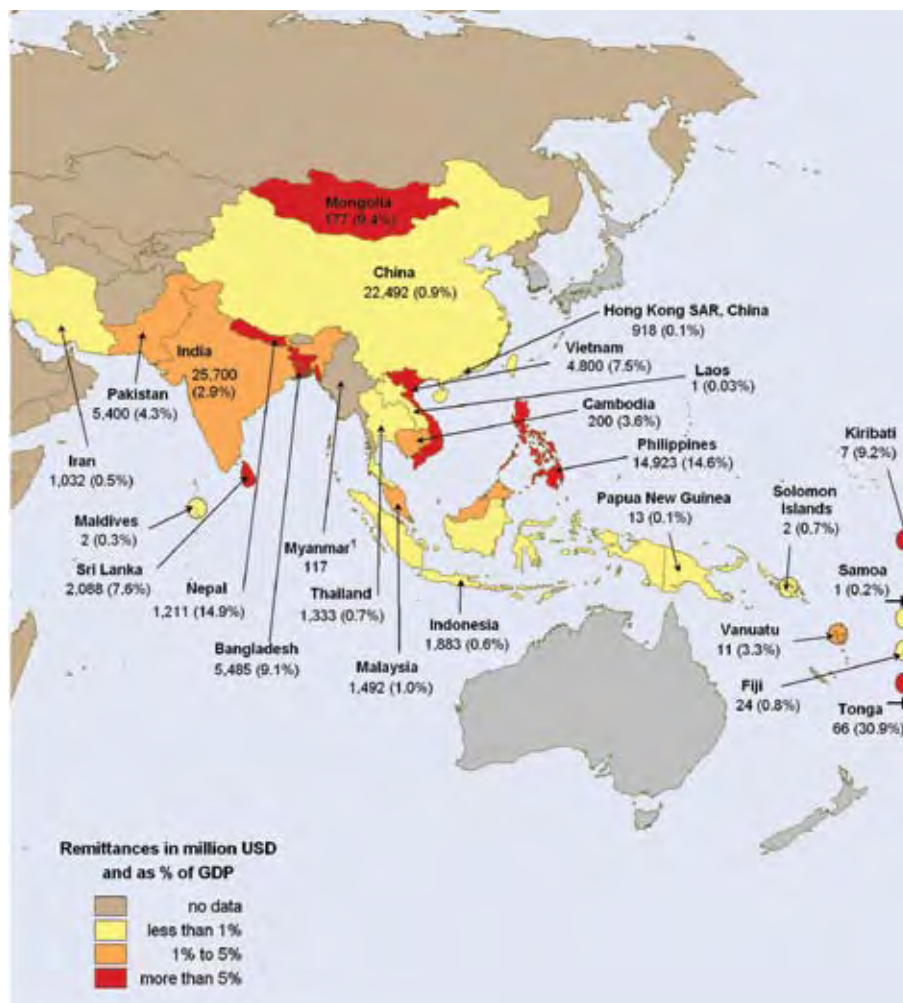 Mongolia
177 (9.4%)
China
22,492 (0.9%)
Hong Kong SAR, China
918 (0.1%)
Vietnam
4.800 (7.5%)
Laos
1 (0.03%)
India
25,700
(2.9%)
Pakistan
5,400 (4.3%)
Cambodia
200 (3.6%)
Philippines
14,923 (14.6%)
Kiribati
7 (9.2%)
Iran
1,032 (0.5%)
Papua New Guinea
13 (0.1%)
Solomon
Islands
2 (0.7%)
Maldives
2 (0.3%)
Myanmar¹
117
Sri Lanka
2,088 (7.6%)
Nepal
1,211 (14.9%)
Thailand
1,333 (0.7%)
Samoa
1 (0.2%)
Indonesia
1,883 (0.6%)
Vanuatu
11 (3.3%)
Bangladesh
5,485 (9.1%)
Malaysia
1,492 (1.0%)
Fiji
24 (0.8%)
Tonga
66 (30.9%)
Remittances in million USD
and as % of GDP
no data
less than 1%
1% to 5%
more than 5%